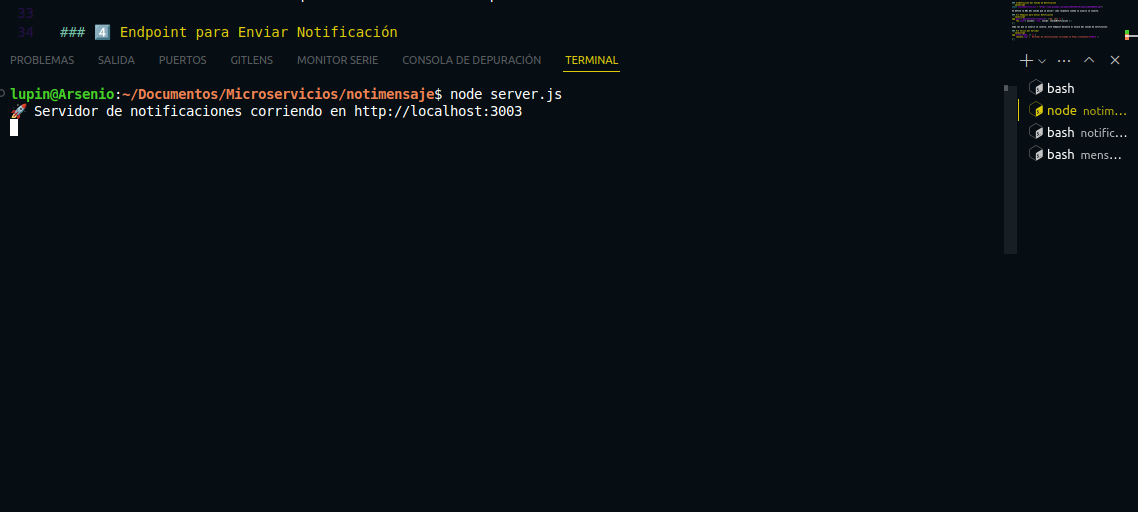 33
34 ### 4️⃣ Endpoint para Enviar Notificación
PROBLEMAS SALIDA PUERTOS GITLENS MONITOR SERIE CONSOLA DE DEPURACIÓN TERMINAL
lupin@Arsenio:~/Documentos/Microservicios/notimensaje$ node server.js
🚀 Servidor de notificaciones corriendo en http://localhost:3003
bash
node notim...
bash notific...
bash mens...